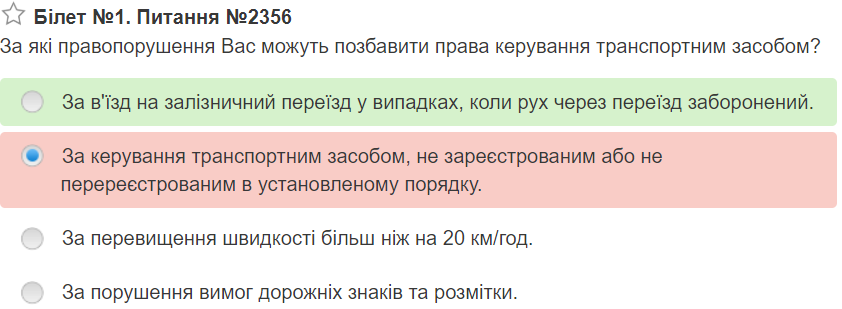 Білет №1. Питання №2356
За які правопорушення Вас можуть позбавити права керування транспортним засобом?
За в'їзд на залізничний переїзд у випадках, коли рух через переїзд заборонений.
За керування транспортним засобом, не зареєстрованим або не
перереєстрованим в установленому порядку.
За перевищення швидкості більш ніж на 20 км/год.
За порушення вимог дорожніх знаків та розмітки.